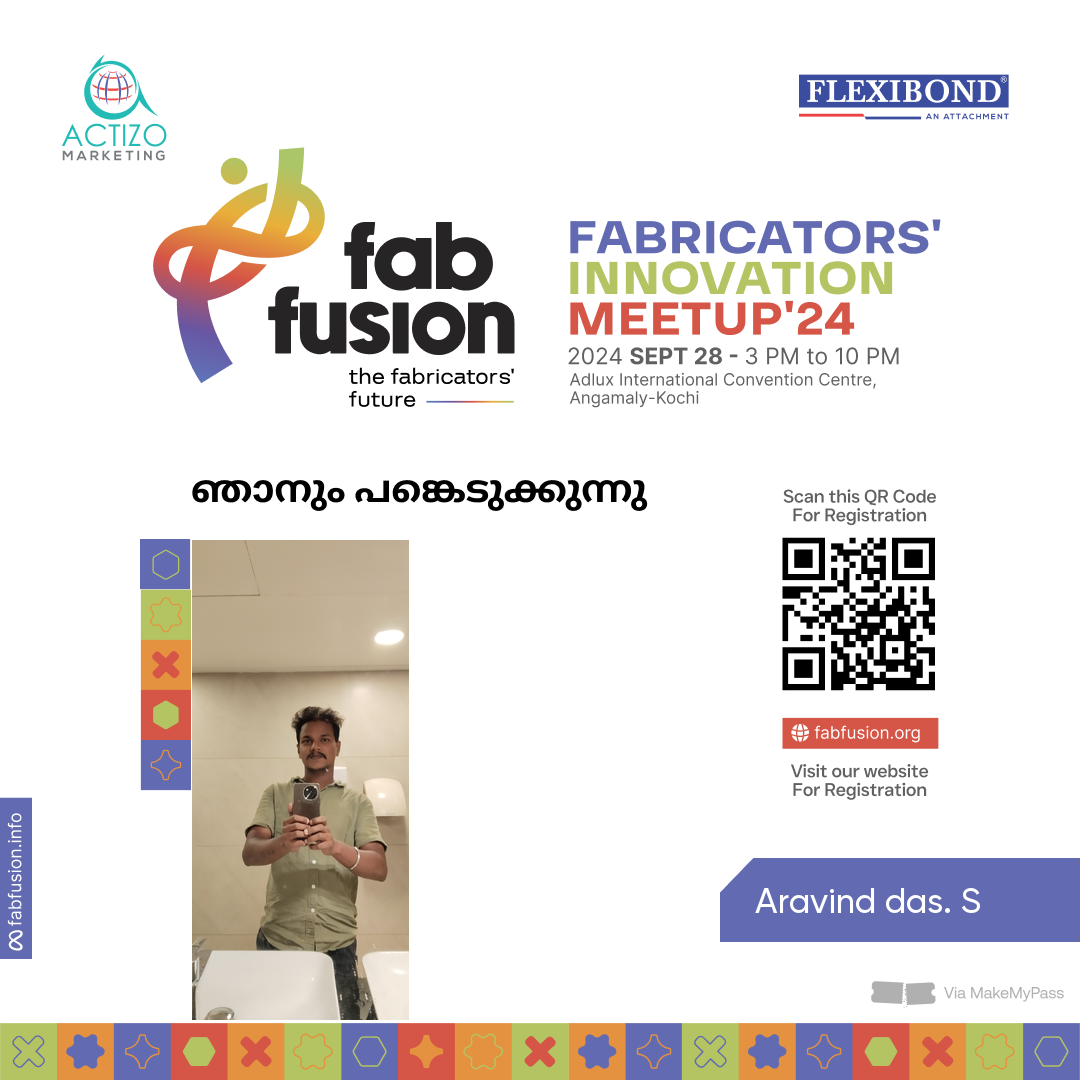 ACTIZO
MARKETING
FLEXIBOND®
AN ATTACHMENT
fab
fusion
the fabricators'
future
FABRICATORS'
INNOVATION
MEETUP'24
2024 SEPT 28 - 3 PM to 10 PM
Adlux International Convention Centre,
Angamaly-Kochi
ഞാനും പങ്കെടുക്കുന്നു
Scan this QR Code
For Registration
fabfusion.org
Visit our website
For Registration
fabfusion.info
Aravind das. S
Via MakeMyPass